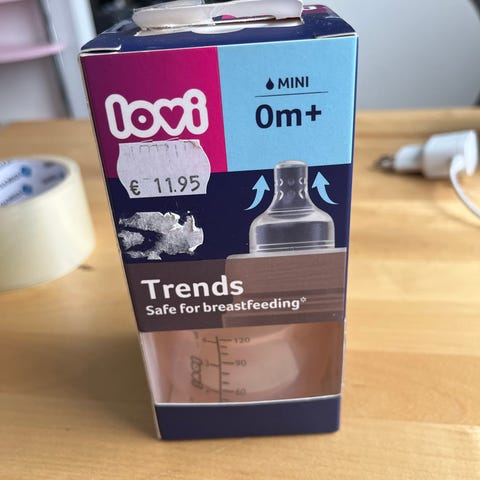 lovi
MINI
0m+
€ 11.95
Trends
Safe for breastfeeding*
120
90
60
lovi